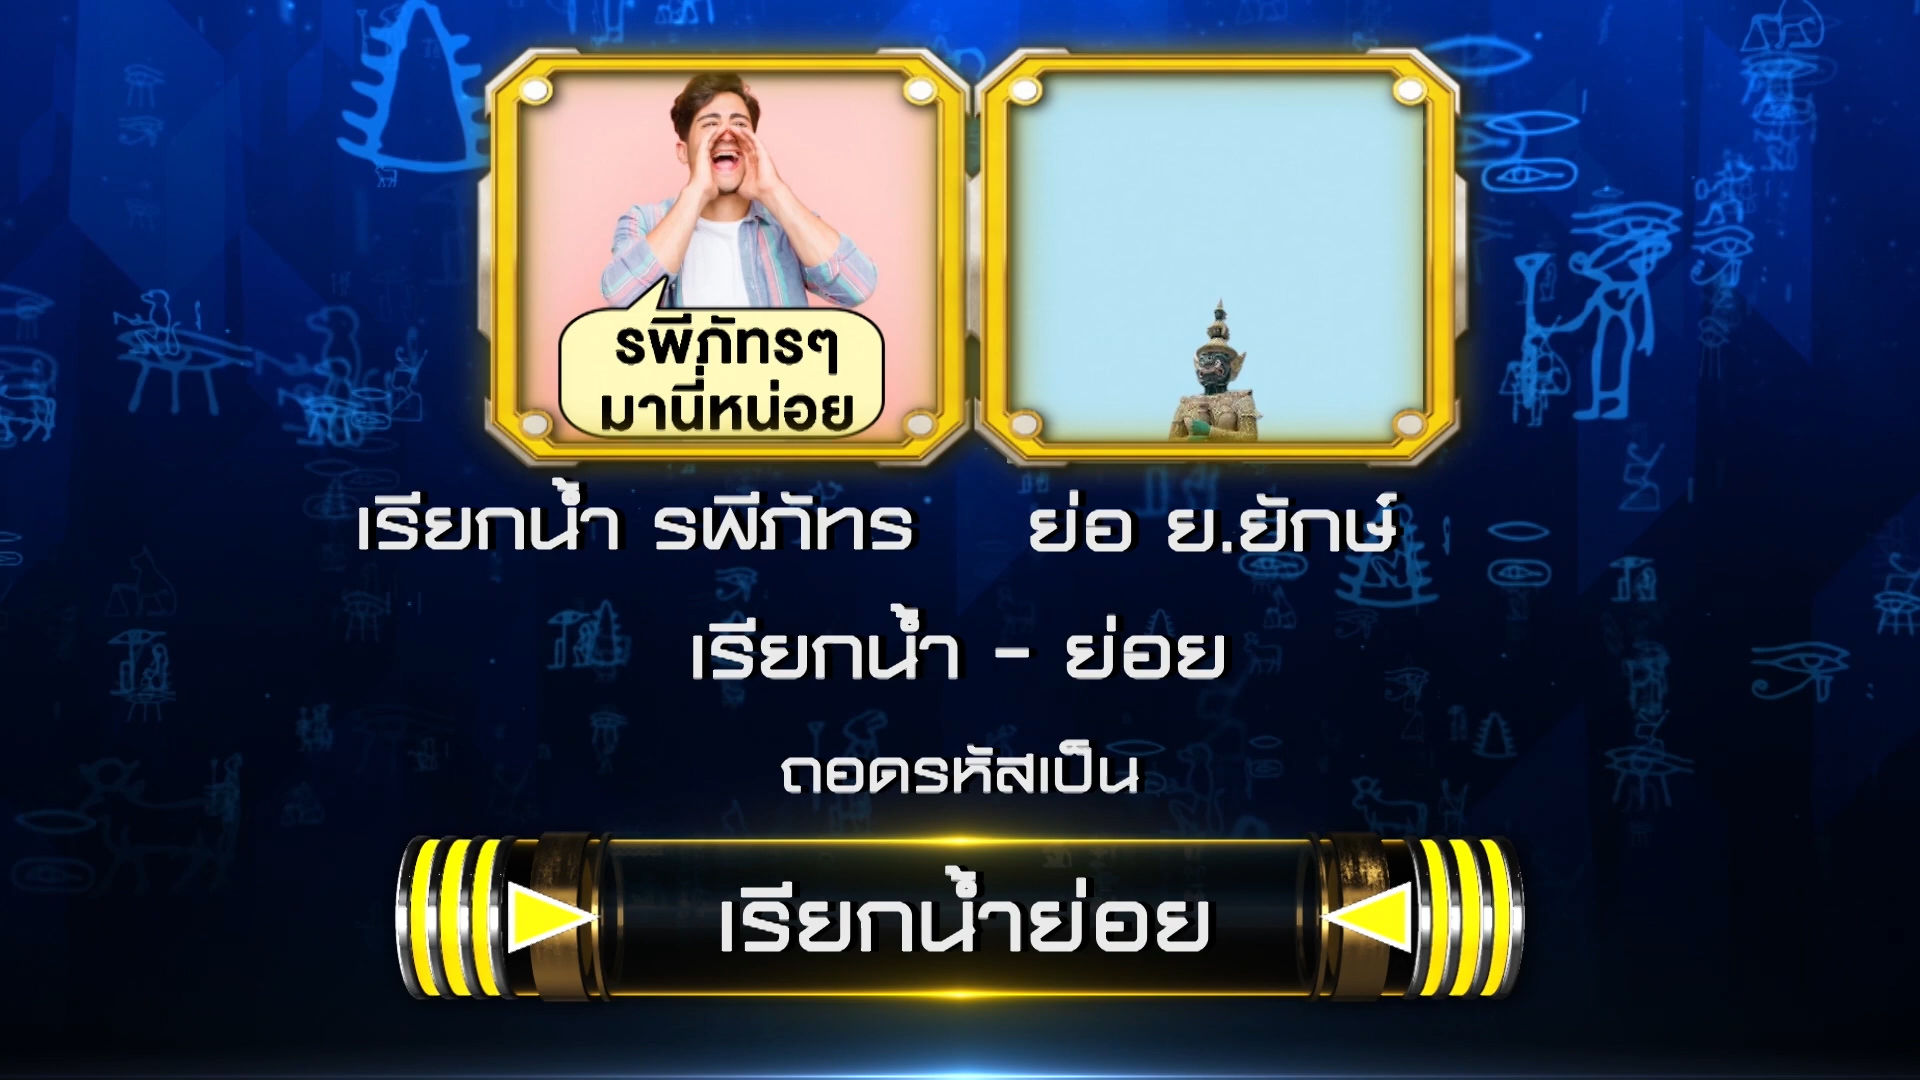 รพีภัทรๆ
มานี่หน่อย
เรียกน้ำ รพีภัทร ย่อ ย.ยักษ์
เรียกน้ำ - ย่อย
ถอดรหัสเป็น
เรียกน้ำย่อย